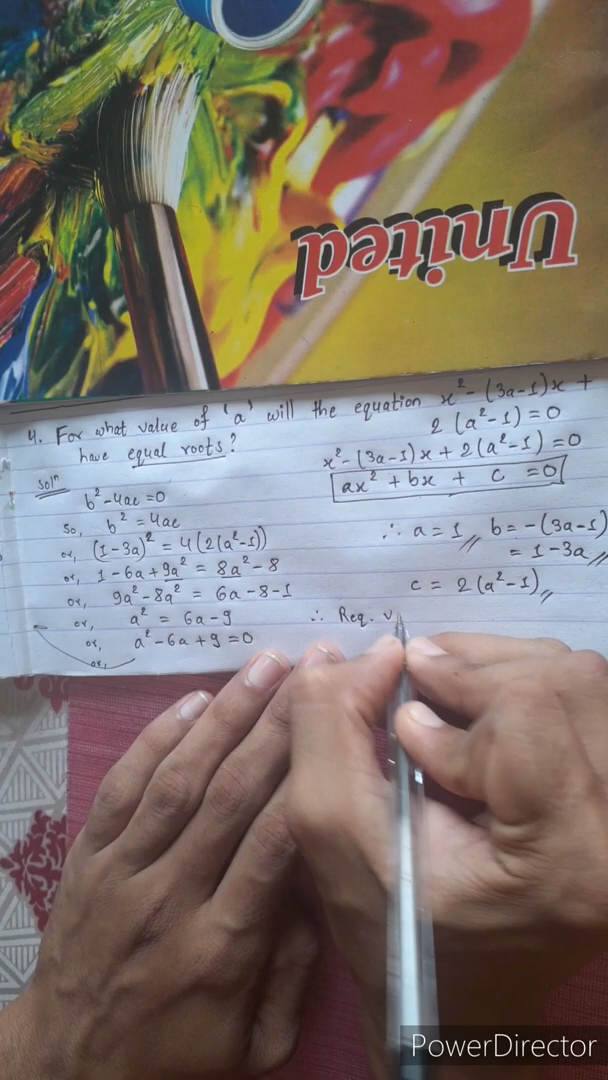 United
4. For what value of 'a' will the equation x² - (3a-1)x +
2(a²-1)=0
have equal roots?
Solⁿ
x² - (3a-1)x + 2(a²-1)=0
ax² + bx + c =0
b²-4ac=0
So, b² = 4ac
or, (1-3a)² = 4(2(a²-1))
or, 1-6a+9a² = 8a²-8
or, 9a²-8a² = 6a-8-1
or, a² = 6a-9
or, a²-6a+9=0
or,
∴ a=1,, b=-(3a-1)
= 1-3a,,
c = 2(a²-1),,
∴ Req. v
PowerDirector